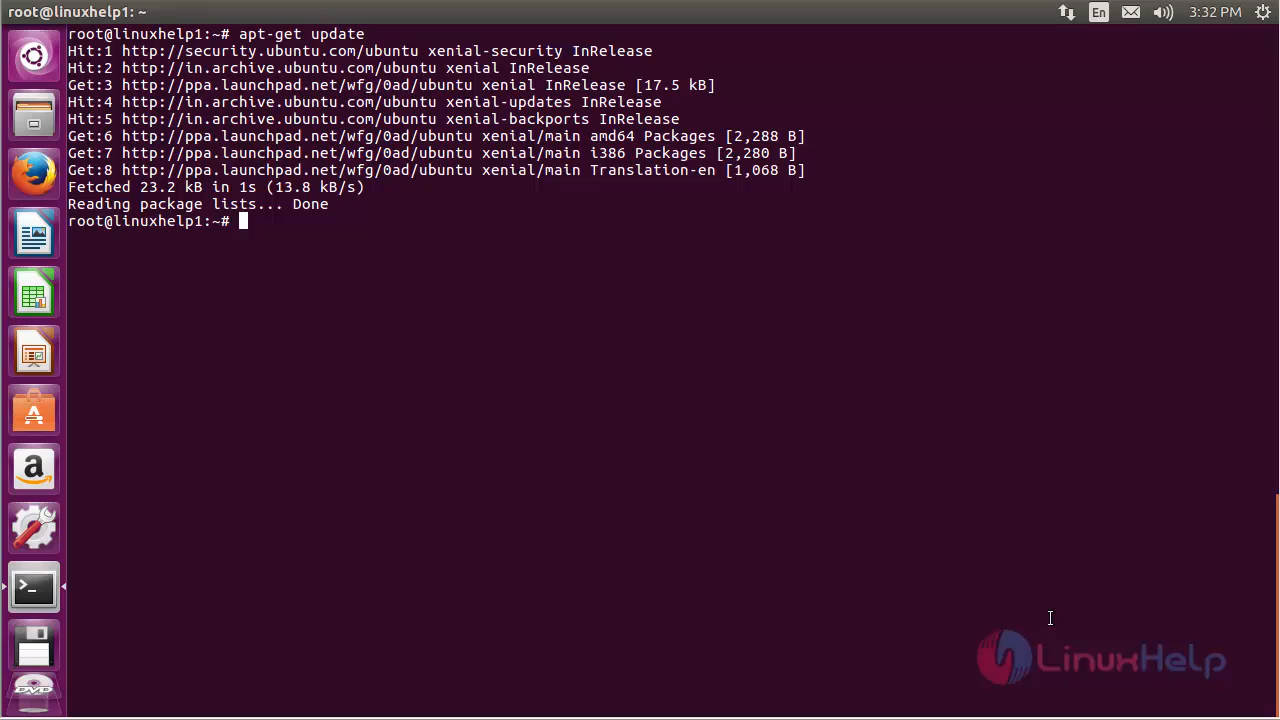 root@linuxhelp1: ~
En
3:32 PM
root@linuxhelp1:~# apt-get update
Hit:1 http://security.ubuntu.com/ubuntu xenial-security InRelease
Hit:2 http://in.archive.ubuntu.com/ubuntu xenial InRelease
Get:3 http://ppa.launchpad.net/wfg/0ad/ubuntu xenial InRelease [17.5 kB]
Hit:4 http://in.archive.ubuntu.com/ubuntu xenial-updates InRelease
Hit:5 http://in.archive.ubuntu.com/ubuntu xenial-backports InRelease
Get:6 http://ppa.launchpad.net/wfg/0ad/ubuntu xenial/main amd64 Packages [2,288 B]
Get:7 http://ppa.launchpad.net/wfg/0ad/ubuntu xenial/main i386 Packages [2,280 B]
Get:8 http://ppa.launchpad.net/wfg/0ad/ubuntu xenial/main Translation-en [1,068 B]
Fetched 23.2 kB in 1s (13.8 kB/s)
Reading package lists... Done
root@linuxhelp1:~#
>_
DVD
LinuxHelp